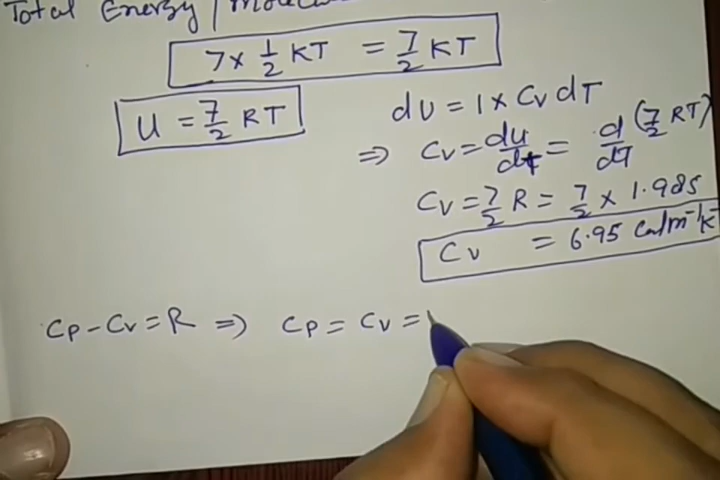 Total Energy /
7 × 1/2 KT = 7/2 KT
U = 7/2 RT
dU = 1 × Cv dT
⇒ Cv = du/dT = d/dT (7/2 RT)
Cv = 7/2 R = 7/2 × 1.985
Cv = 6.95 Cal m⁻¹ K⁻
CP - Cv = R ⇒ CP = Cv =